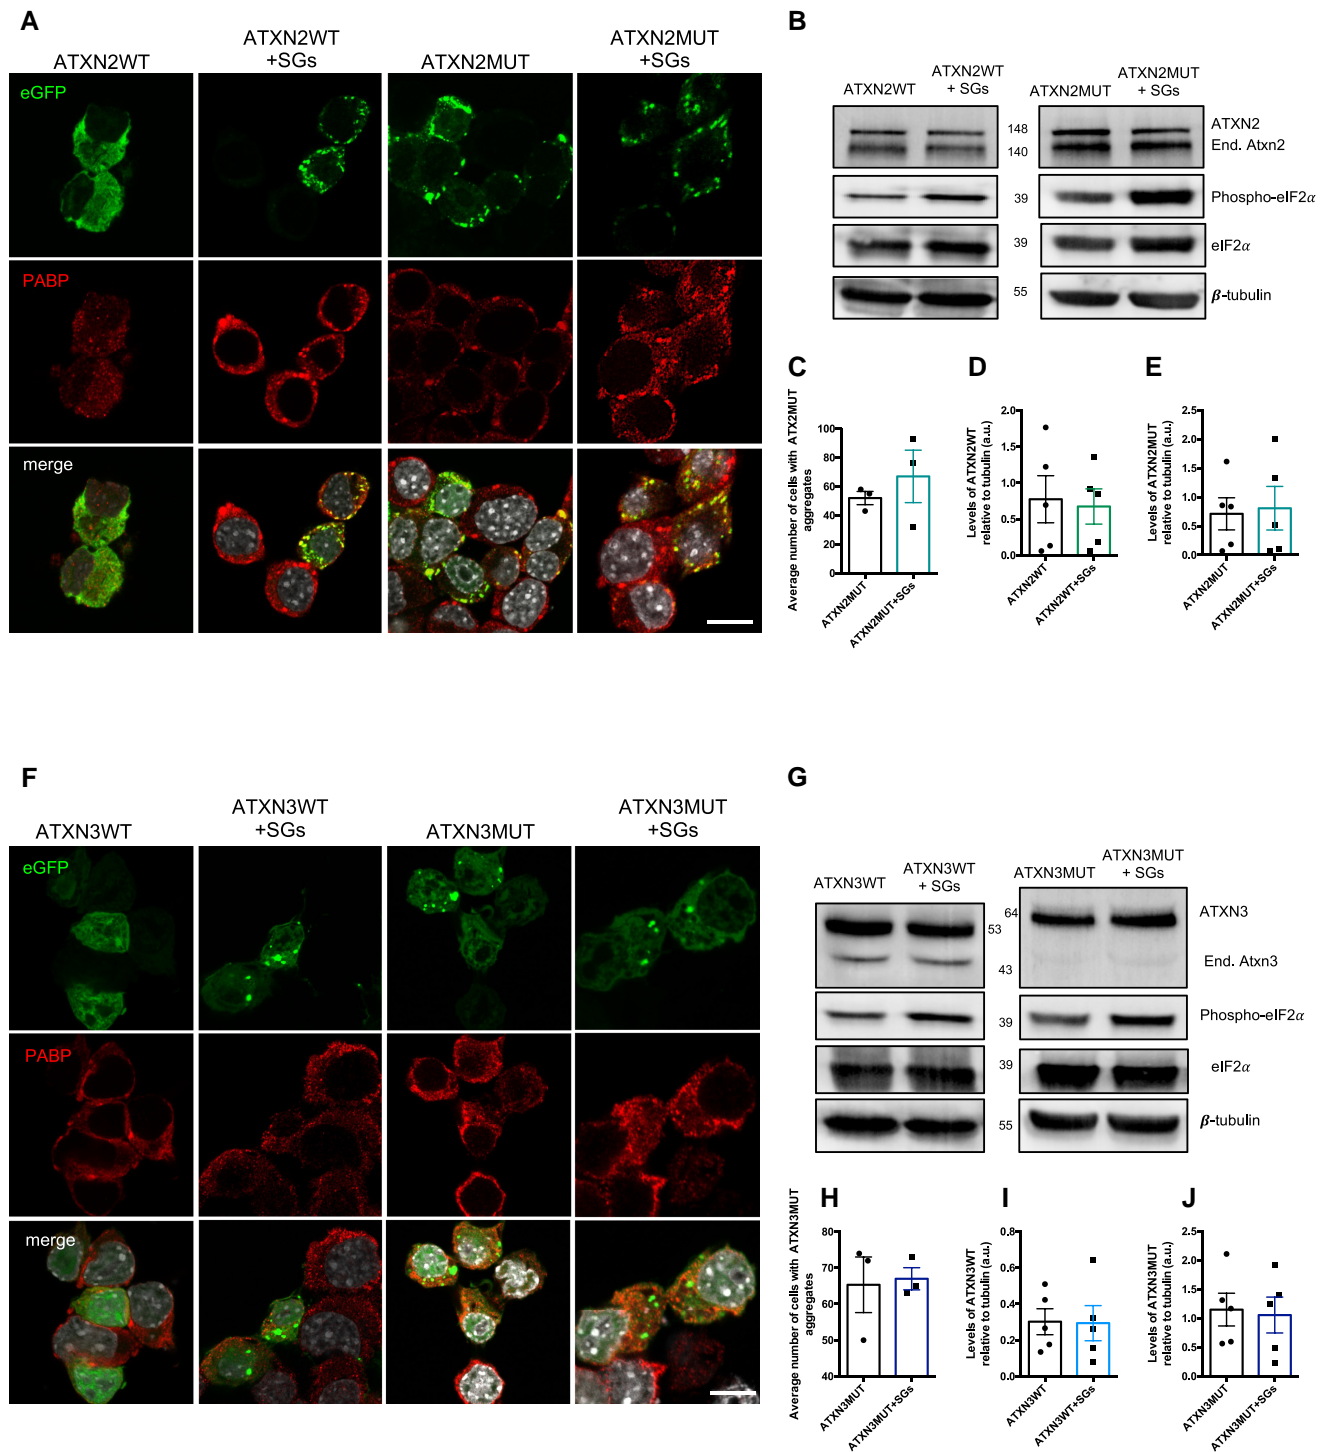 A
ATXN2WT
ATXN2WT
+SGs
ATXN2MUT
ATXN2MUT
+SGs
eGFP
PABP
merge
B
ATXN2WT
ATXN2WT
+ SGs
ATXN2MUT
ATXN2MUT
+ SGs
148
140
39
39
55
ATXN2
End. Atxn2
Phospho-eIF2α
eIF2α
β-tubulin
C
Average number of cells with ATX2MUT
aggregates
100
80
60
40
20
0
ATXN2MUT
ATXN2MUT+SGs
D
Levels of ATXN2WT
relative to tubulin (a.u.)
2.0
1.5
1.0
0.5
0.0
ATXN2WT
ATXN2WT+SGs
E
Levels of ATXN2MUT
relative to tubulin (a.u.)
2.5
2.0
1.5
1.0
0.5
0.0
ATXN2MUT
ATXN2MUT+SGs
F
ATXN3WT
ATXN3WT
+SGs
ATXN3MUT
ATXN3MUT
+SGs
eGFP
PABP
merge
G
ATXN3WT
ATXN3WT
+ SGs
ATXN3MUT
ATXN3MUT
+ SGs
64
53
43
39
39
55
ATXN3
End. Atxn3
Phospho-eIF2α
eIF2α
β-tubulin
H
Average number of cells with ATXN3MUT
aggregates
80
70
60
50
40
ATXN3MUT
ATXN3MUT+SGs
I
Levels of ATXN3WT
relative to tubulin (a.u.)
0.8
0.6
0.4
0.2
0.0
ATXN3WT
ATXN3WT+SGs
J
Levels of ATXN3MUT
relative to tubulin (a.u.)
2.5
2.0
1.5
1.0
0.5
0.0
ATXN3MUT
ATXN3MUT+SGs